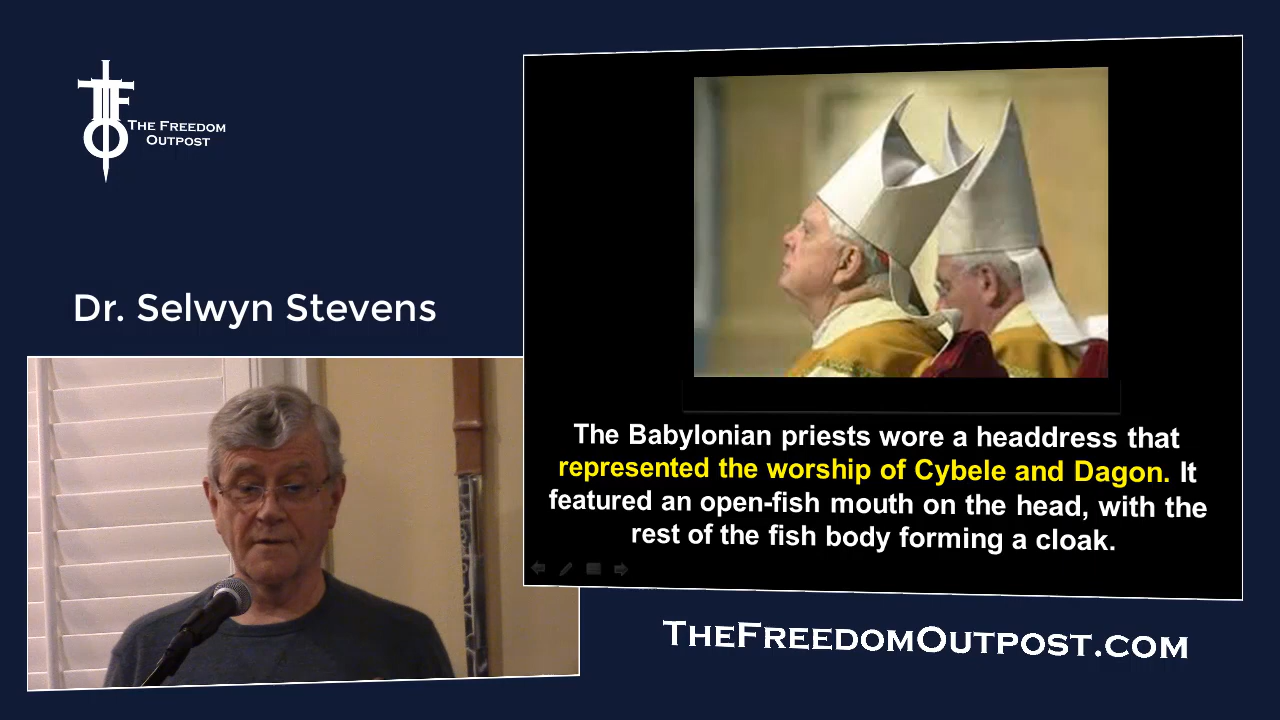 The Freedom
Outpost
Dr. Selwyn Stevens
The Babylonian priests wore a headdress that
represented the worship of Cybele and Dagon. It
featured an open-fish mouth on the head, with the
rest of the fish body forming a cloak.
TheFreedomOutpost.com